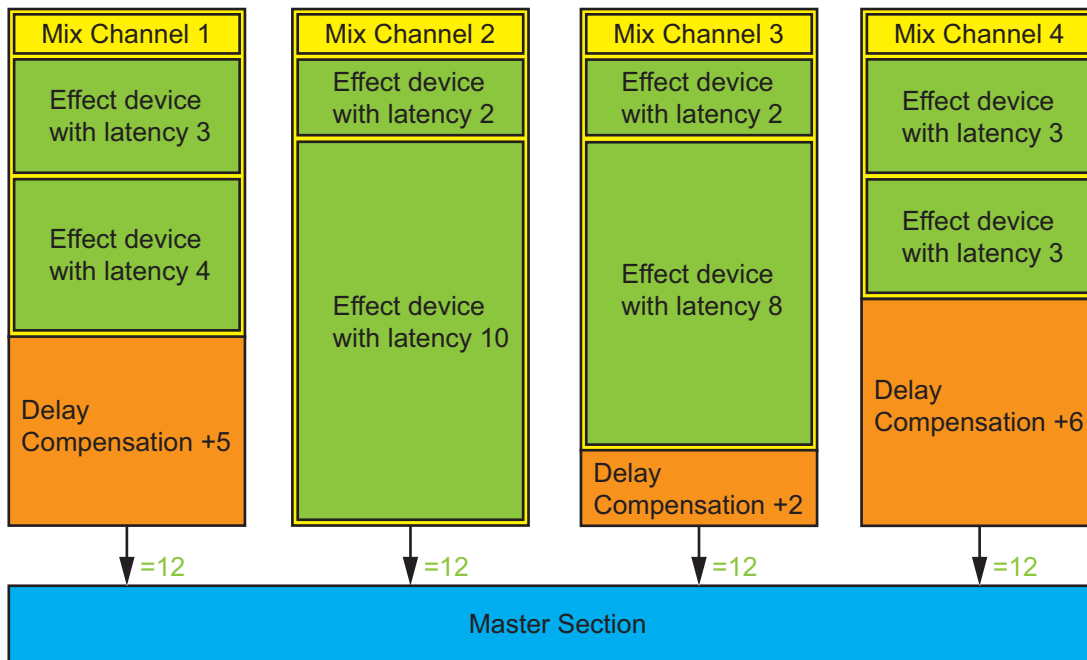 Mix Channel 1
Effect device
with latency 3
Effect device
with latency 4
Delay
Compensation +5
=12
Mix Channel 2
Effect device
with latency 2
Effect device
with latency 10
=12
Mix Channel 3
Effect device
with latency 2
Effect device
with latency 8
Delay
Compensation +2
=12
Mix Channel 4
Effect device
with latency 3
Effect device
with latency 3
Delay
Compensation +6
=12
Master Section